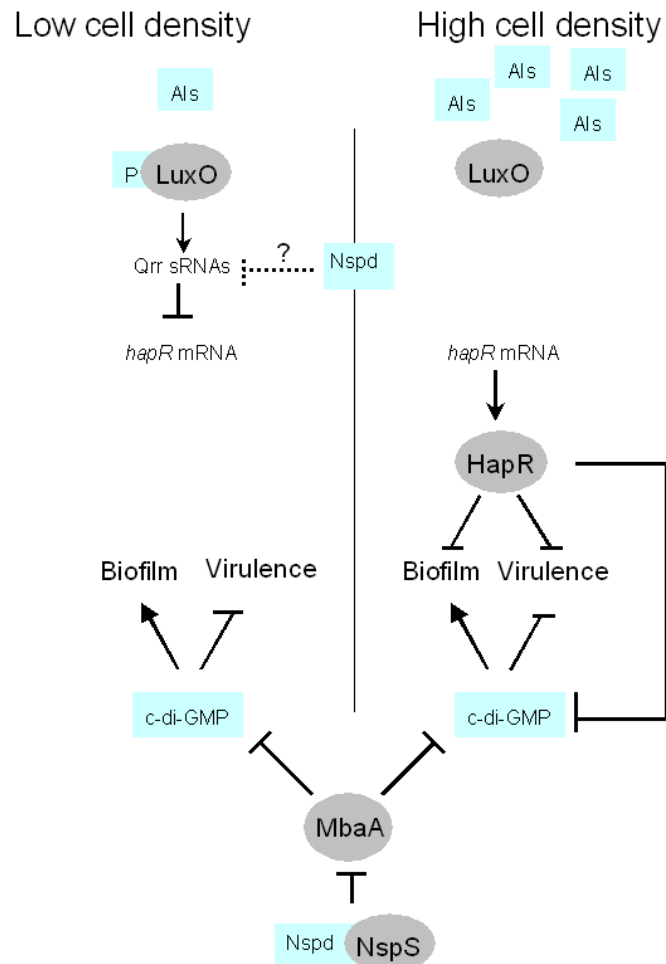 Low cell density
High cell density
AIs
AIs
AIs
AIs
AIs
P
LuxO
LuxO
Qrr sRNAs
?
Nspd
hapR mRNA
hapR mRNA
HapR
Biofilm
Virulence
Biofilm
Virulence
c-di-GMP
c-di-GMP
MbaA
Nspd
NspS